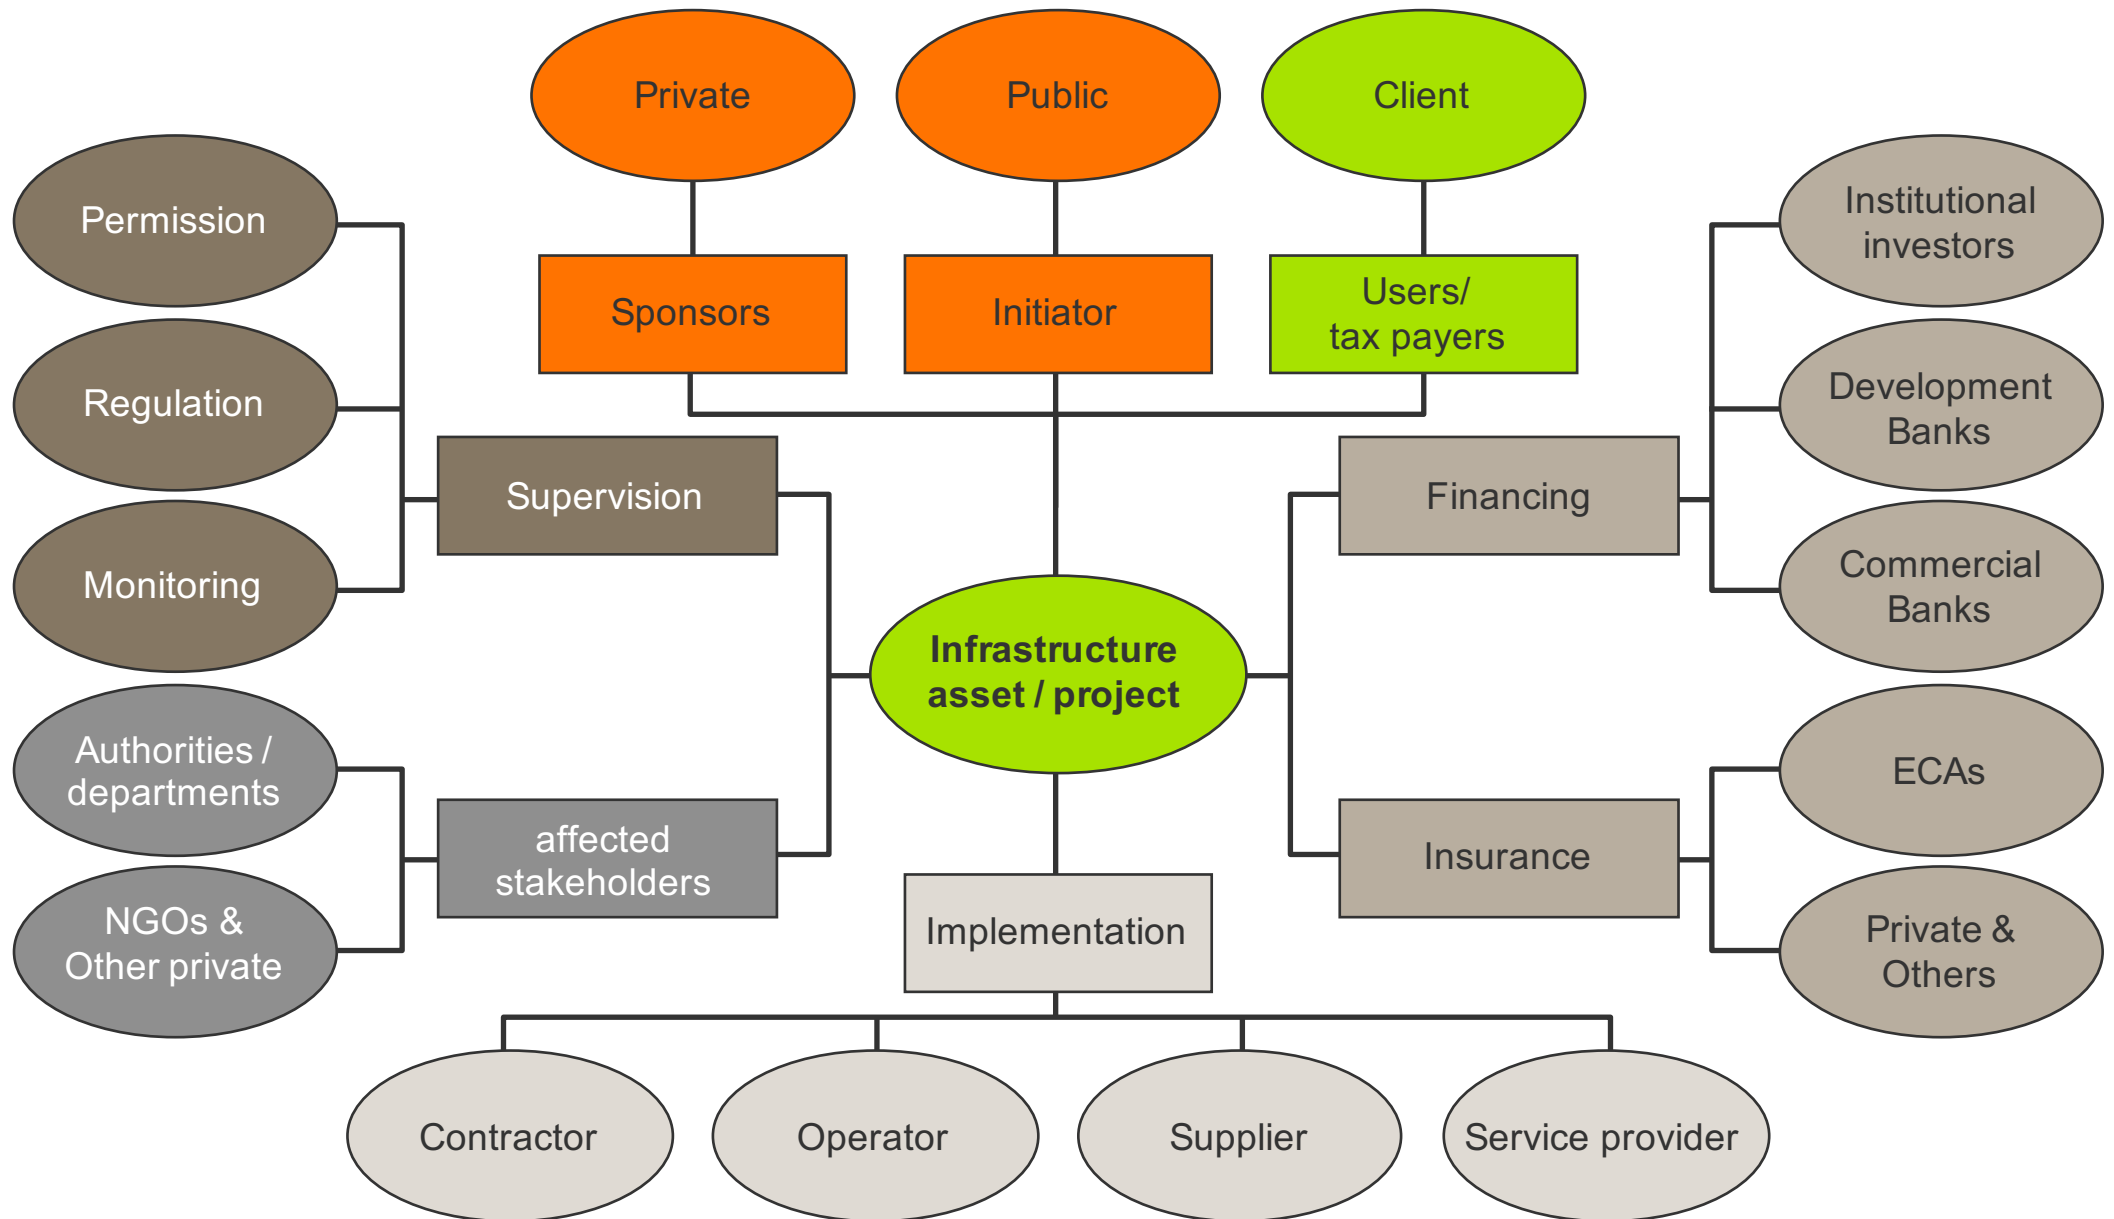 Private
Public
Client
Permission
Institutional
investors
Sponsors
Initiator
Users/
tax payers
Regulation
Development
Banks
Supervision
Financing
Monitoring
Commercial
Banks
Infrastructure
asset / project
Authorities /
departments
ECAs
affected
stakeholders
Insurance
NGOs &
Other private
Implementation
Private &
Others
Contractor
Operator
Supplier
Service provider